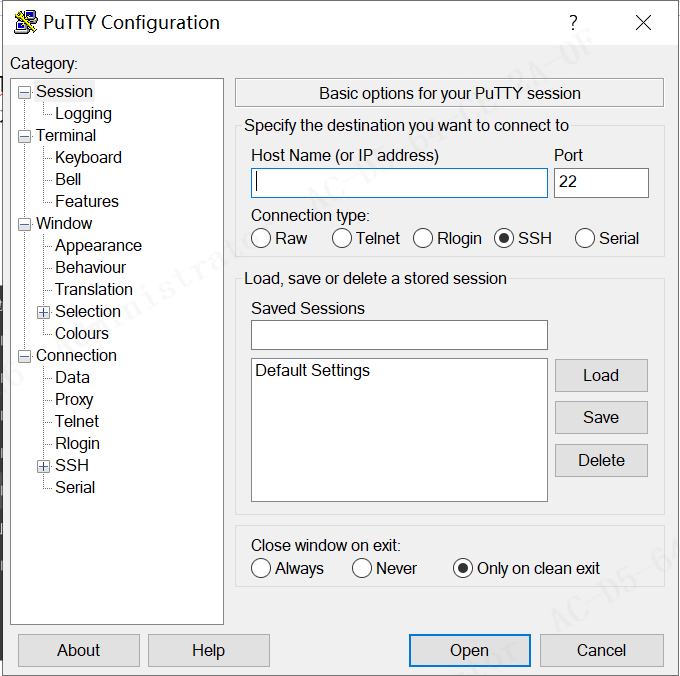 PuTTY Configuration
?
Category:
Session
Logging
Terminal
Keyboard
Bell
Features
Window
Appearance
Behaviour
Translation
Selection
Colours
Connection
Data
Proxy
Telnet
Rlogin
SSH
Serial
Basic options for your PuTTY session
Specify the destination you want to connect to
Host Name (or IP address) Port
22
Connection type:
Raw Telnet Rlogin SSH Serial
Load, save or delete a stored session
Saved Sessions
Default Settings
Load
Save
Delete
Close window on exit:
Always Never Only on clean exit
About Help Open Cancel